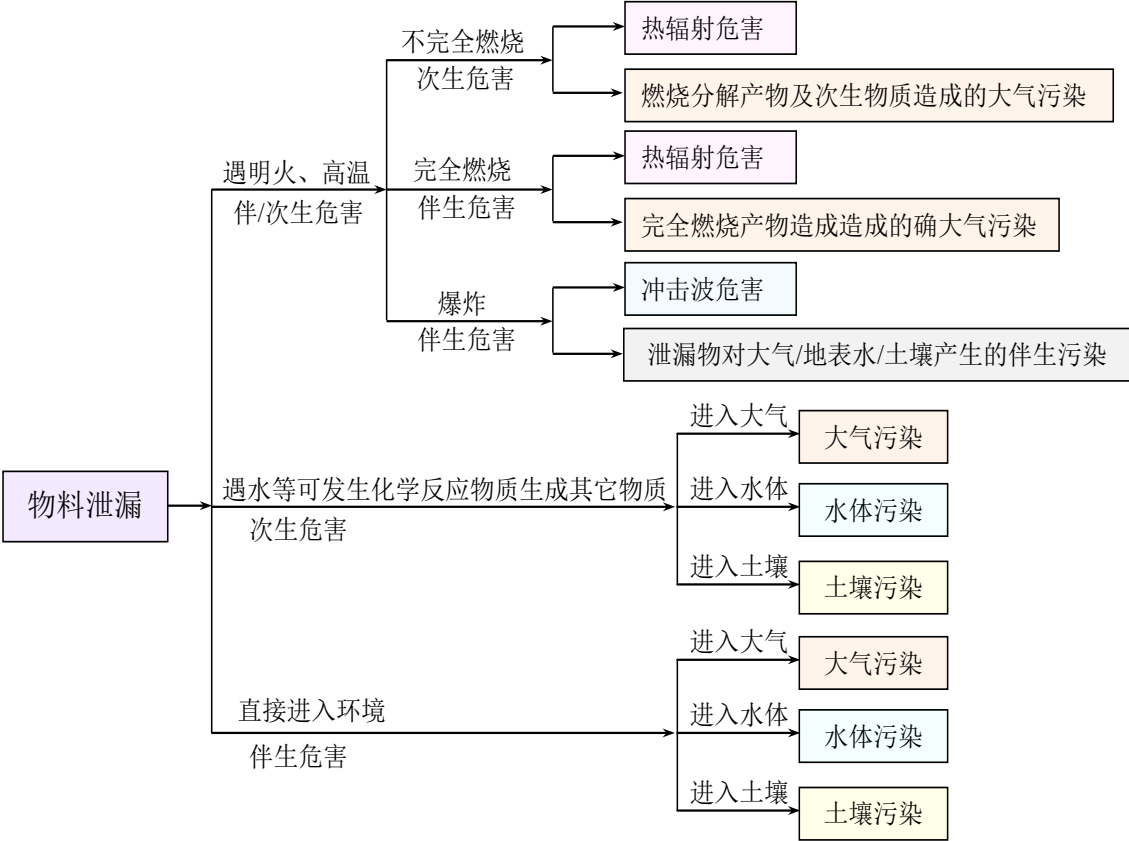 不完全燃烧
次生危害
热辐射危害
燃烧分解产物及次生物质造成的大气污染
遇明火、高温
伴/次生危害
完全燃烧
伴生危害
热辐射危害
完全燃烧产物造成造成的确大气污染
爆炸
伴生危害
冲击波危害
泄漏物对大气/地表水/土壤产生的伴生污染
物料泄漏
遇水等可发生化学反应物质生成其它物质
次生危害
进入大气
大气污染
进入水体
水体污染
进入土壤
土壤污染
直接进入环境
伴生危害
进入大气
大气污染
进入水体
水体污染
进入土壤
土壤污染